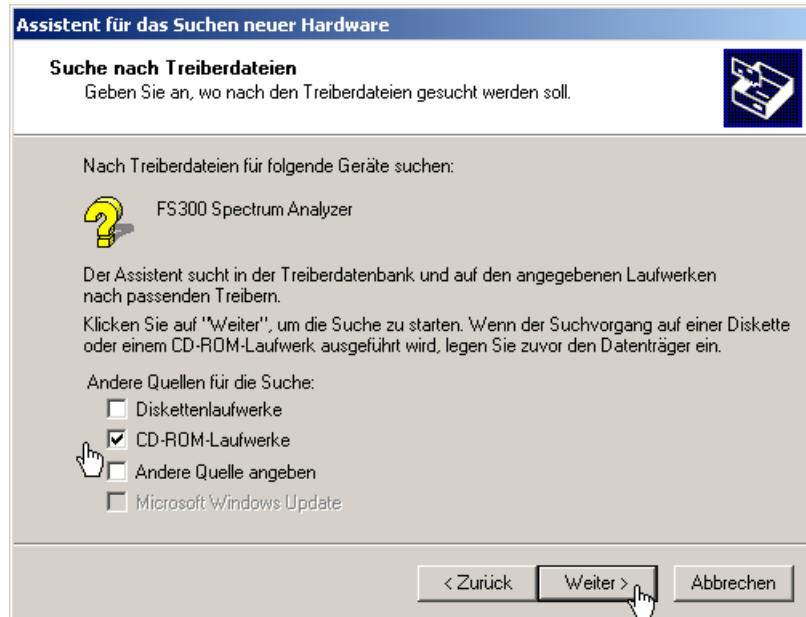 Assistent für das Suchen neuer Hardware
Suche nach Treiberdateien
Geben Sie an, wo nach den Treiberdateien gesucht werden soll.
Nach Treiberdateien für folgende Geräte suchen:
FS300 Spectrum Analyzer
Der Assistent sucht in der Treiberdatenbank und auf den angegebenen Laufwerken
nach passenden Treibern.
Klicken Sie auf "Weiter", um die Suche zu starten. Wenn der Suchvorgang auf einer Diskette
oder einem CD-ROM-Laufwerk ausgeführt wird, legen Sie zuvor den Datenträger ein.
Andere Quellen für die Suche:
Diskettenlaufwerke
CD-ROM-Laufwerke
Andere Quelle angeben
Microsoft Windows Update
< Zurück Weiter > Abbrechen